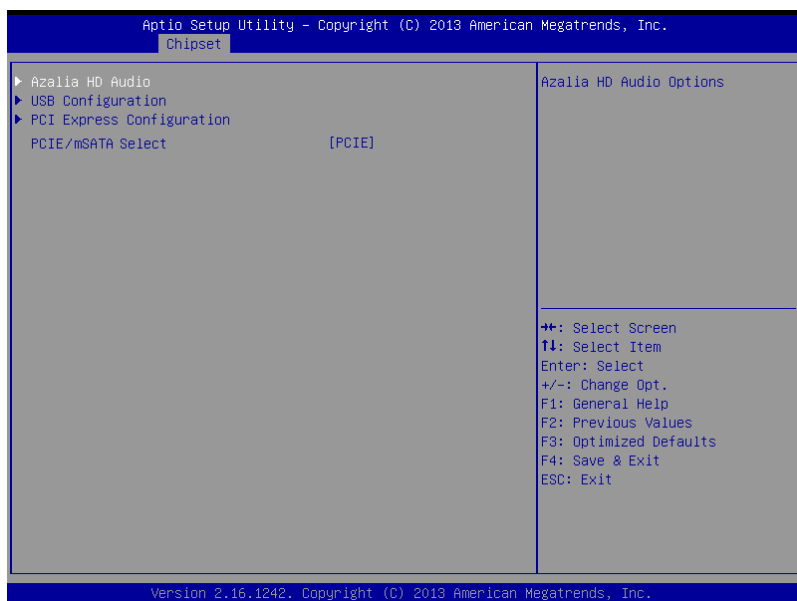 Aptio Setup Utility – Copyright (C) 2013 American Megatrends, Inc.
Chipset
Azalia HD Audio
USB Configuration
PCI Express Configuration
PCIE/mSATA Select [PCIE]
Azalia HD Audio Options
→←: Select Screen
↑↓: Select Item
Enter: Select
+/-: Change Opt.
F1: General Help
F2: Previous Values
F3: Optimized Defaults
F4: Save & Exit
ESC: Exit
Version 2.16.1242. Copyright (C) 2013 American Megatrends, Inc.